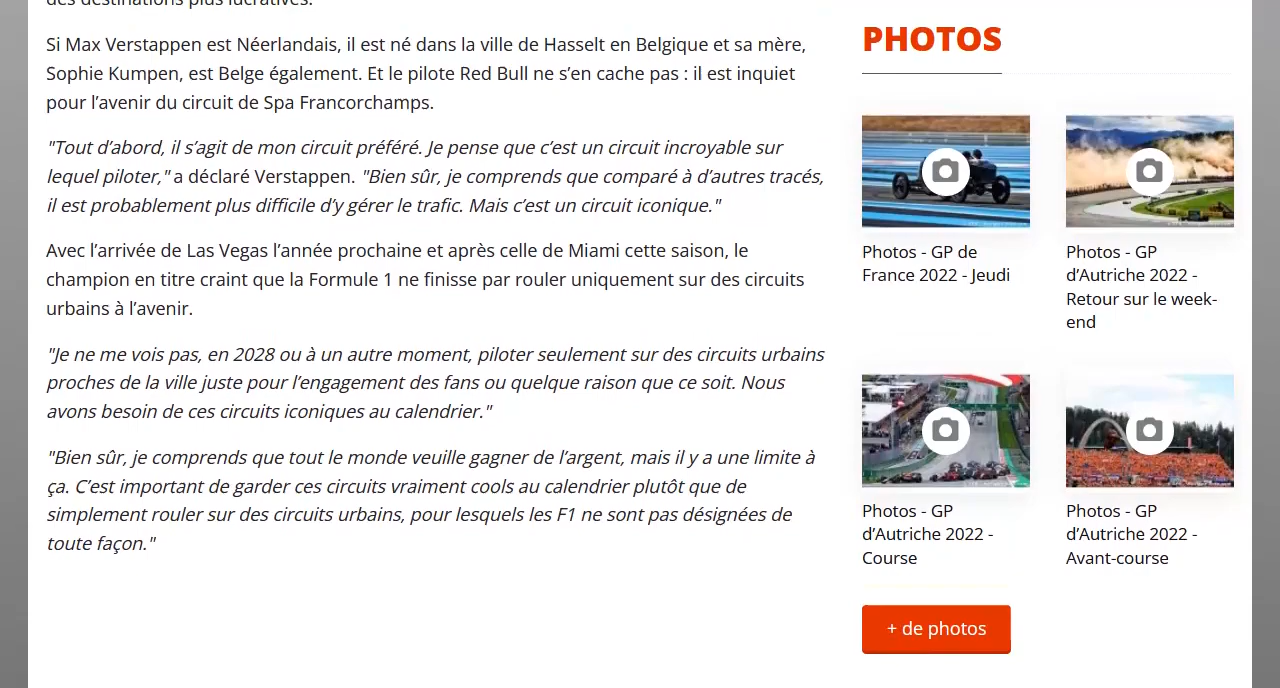 des destinations plus lucratives.
Si Max Verstappen est Néerlandais, il est né dans la ville de Hasselt en Belgique et sa mère,
Sophie Kumpen, est Belge également. Et le pilote Red Bull ne s’en cache pas : il est inquiet
pour l’avenir du circuit de Spa Francorchamps.
"Tout d’abord, il s’agit de mon circuit préféré. Je pense que c’est un circuit incroyable sur
lequel piloter," a déclaré Verstappen. "Bien sûr, je comprends que comparé à d’autres tracés,
il est probablement plus difficile d’y gérer le trafic. Mais c’est un circuit iconique."
Avec l’arrivée de Las Vegas l’année prochaine et après celle de Miami cette saison, le
champion en titre craint que la Formule 1 ne finisse par rouler uniquement sur des circuits
urbains à l’avenir.
"Je ne me vois pas, en 2028 ou à un autre moment, piloter seulement sur des circuits urbains
proches de la ville juste pour l’engagement des fans ou quelque raison que ce soit. Nous
avons besoin de ces circuits iconiques au calendrier."
"Bien sûr, je comprends que tout le monde veuille gagner de l’argent, mais il y a une limite à
ça. C’est important de garder ces circuits vraiment cools au calendrier plutôt que de
simplement rouler sur des circuits urbains, pour lesquels les F1 ne sont pas désignées de
toute façon."
PHOTOS
Photos - GP de
France 2022 - Jeudi
Photos - GP
d’Autriche 2022 -
Retour sur le week-
end
Photos - GP
d’Autriche 2022 -
Course
Photos - GP
d’Autriche 2022 -
Avant-course
+ de photos